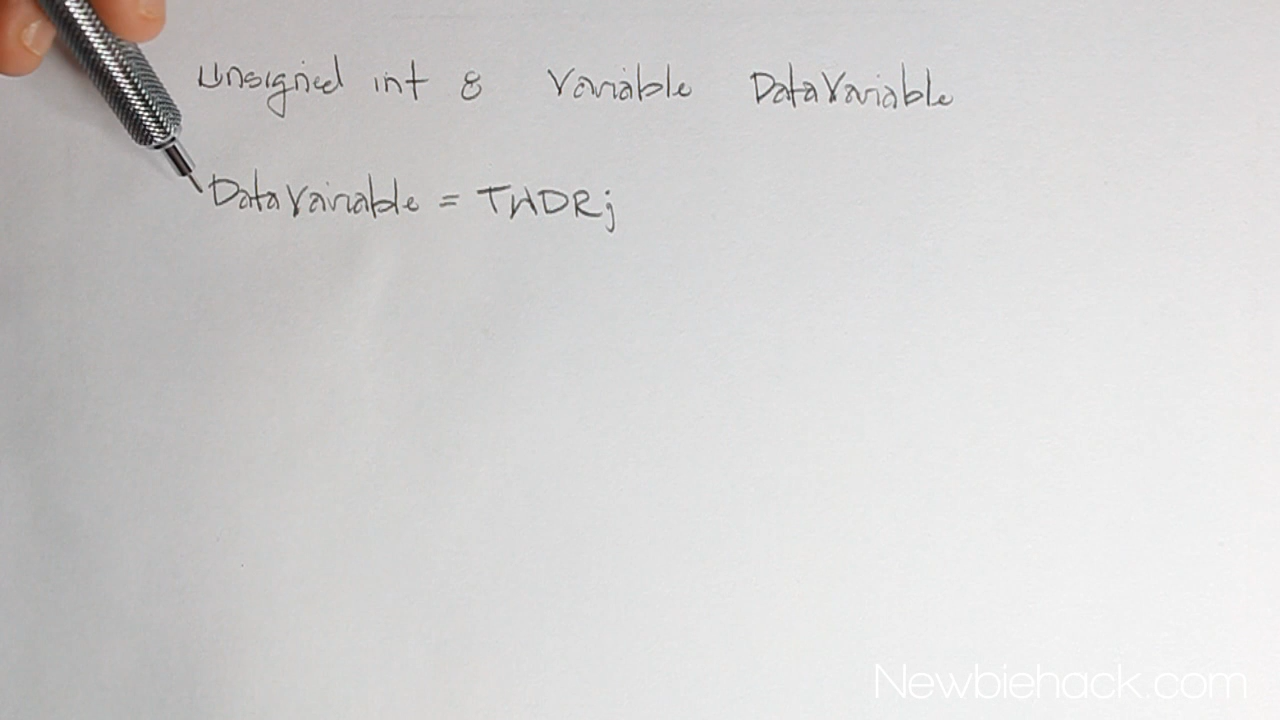 Unsigned int 8 Variable DataVariable
DataVariable = TWDR;
Newbiehack.com